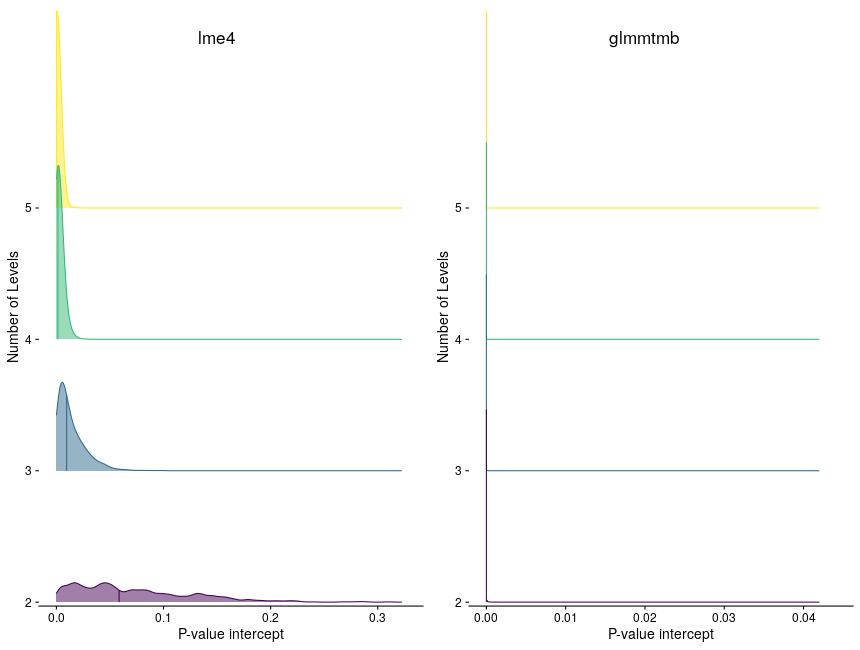 lme4
Number of Levels
5
4
3
2
0.0 0.1 0.2 0.3
P-value intercept
glmmtmb
Number of Levels
5
4
3
2
0.00 0.01 0.02 0.03 0.04
P-value intercept